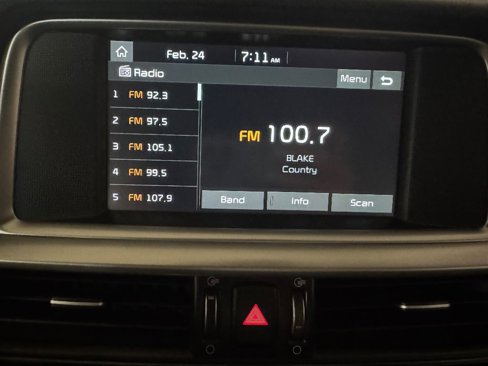 Feb. 24 7:11 AM
Radio Menu
1 FM 92.3
2 FM 97.5
3 FM 105.1
4 FM 99.5
5 FM 107.9
FM 100.7
BLAKE
Country
Band Info Scan